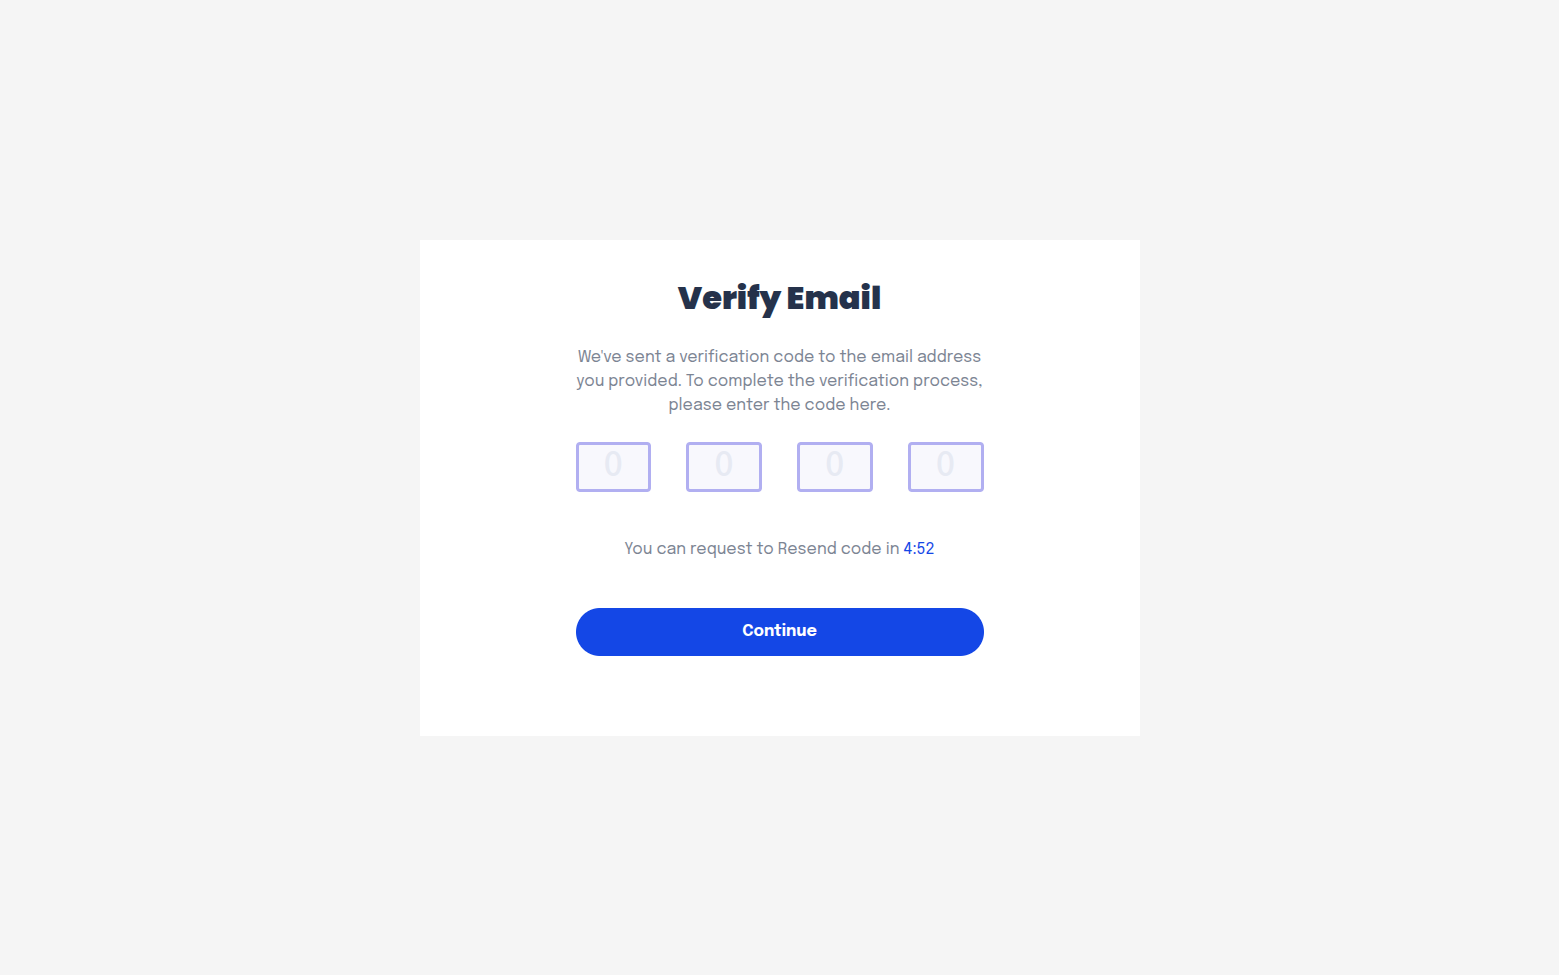 Verify Email
We've sent a verification code to the email address
you provided. To complete the verification process,
please enter the code here.
0 0 0 0
You can request to Resend code in 4:52
Continue